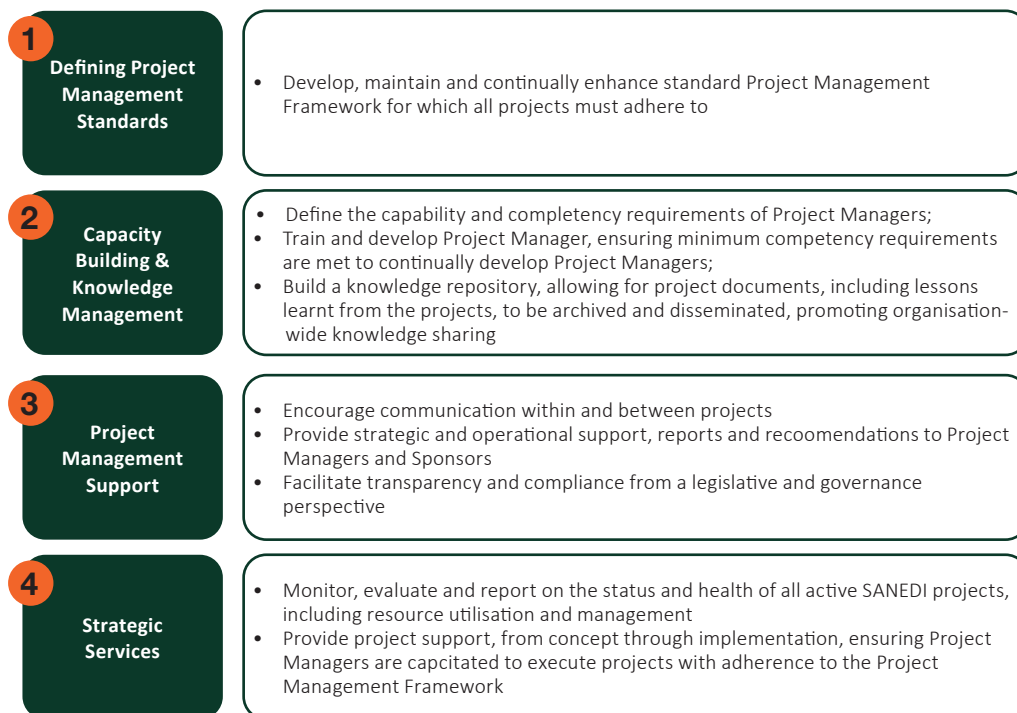 1
Defining Project
Management
Standards
• Develop, maintain and continually enhance standard Project Management
Framework for which all projects must adhere to
2
Capacity
Building &
Knowledge
Management
• Define the capability and completency requirements of Project Managers;
• Train and develop Project Manager, ensuring minimum competency requirements
are met to continually develop Project Managers;
• Build a knowledge repository, allowing for project documents, including lessons
learnt from the projects, to be archived and disseminated, promoting organisation-
wide knowledge sharing
3
Project
Management
Support
• Encourage communication within and between projects
• Provide strategic and operational support, reports and recoomendations to Project
Managers and Sponsors
• Facilitate transparency and compliance from a legislative and governance
perspective
4
Strategic
Services
• Monitor, evaluate and report on the status and health of all active SANEDI projects,
including resource utilisation and management
• Provide project support, from concept through implementation, ensuring Project
Managers are capcitated to execute projects with adherence to the Project
Management Framework